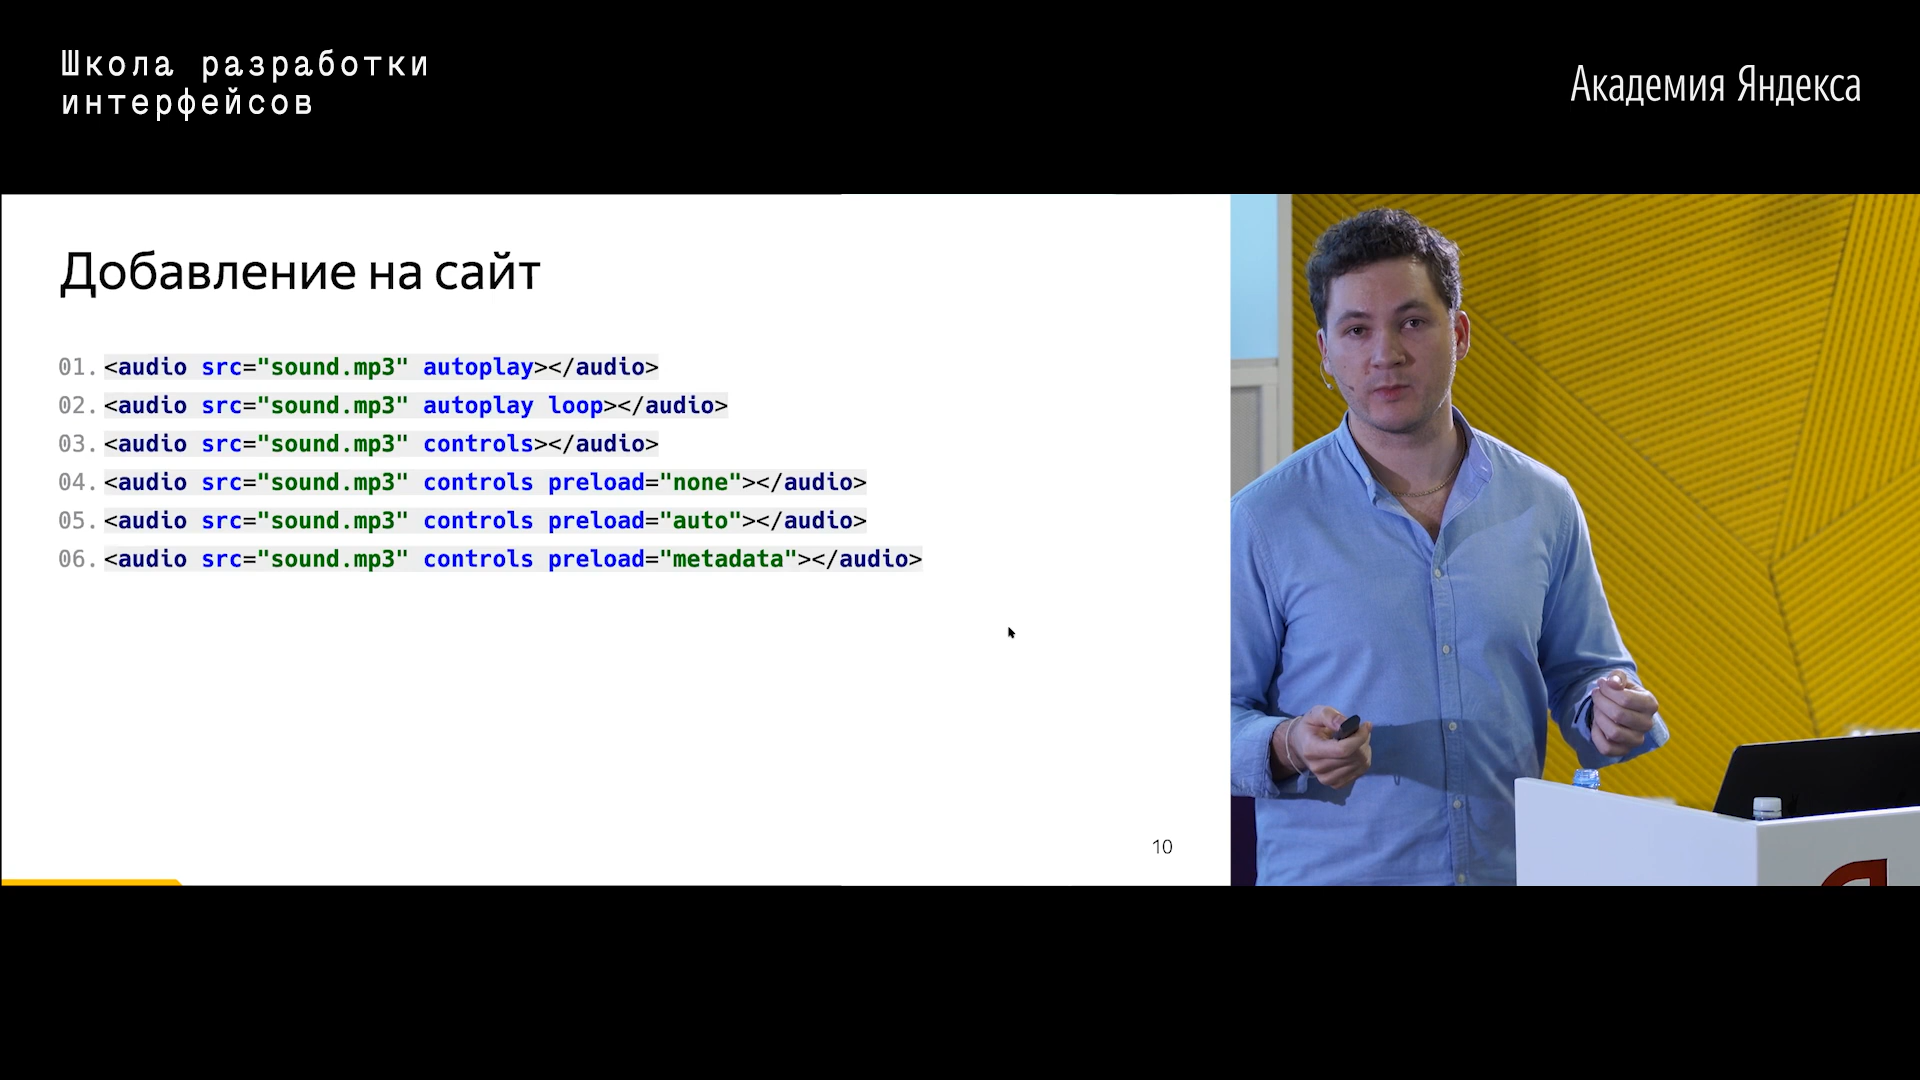 Школа разработки
интерфейсов
Академия Яндекса
Добавление на сайт
01. <audio src="sound.mp3" autoplay></audio>
02. <audio src="sound.mp3" autoplay loop></audio>
03. <audio src="sound.mp3" controls></audio>
04. <audio src="sound.mp3" controls preload="none"></audio>
05. <audio src="sound.mp3" controls preload="auto"></audio>
06. <audio src="sound.mp3" controls preload="metadata"></audio>
10
Я